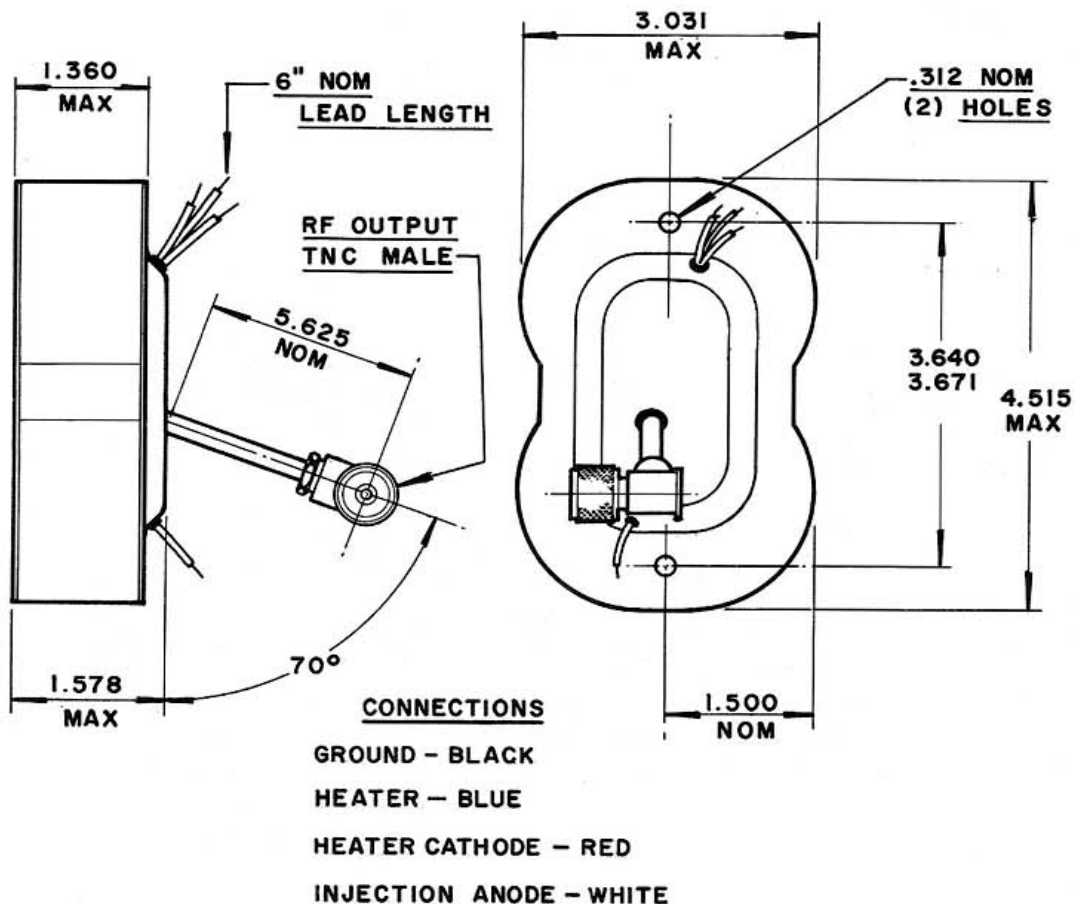 3.031
MAX
1.360
MAX
6" NOM
LEAD LENGTH
.312 NOM
(2) HOLES
RF OUTPUT
TNC MALE
5.625
NOM
3.640
3.671
4.515
MAX
70°
1.578
MAX
1.500
NOM
CONNECTIONS
GROUND – BLACK
HEATER – BLUE
HEATER CATHODE – RED
INJECTION ANODE – WHITE